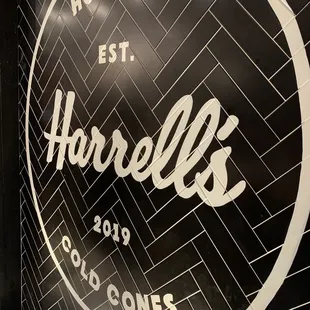 EST.
Harrell's
2019
COLD CONES